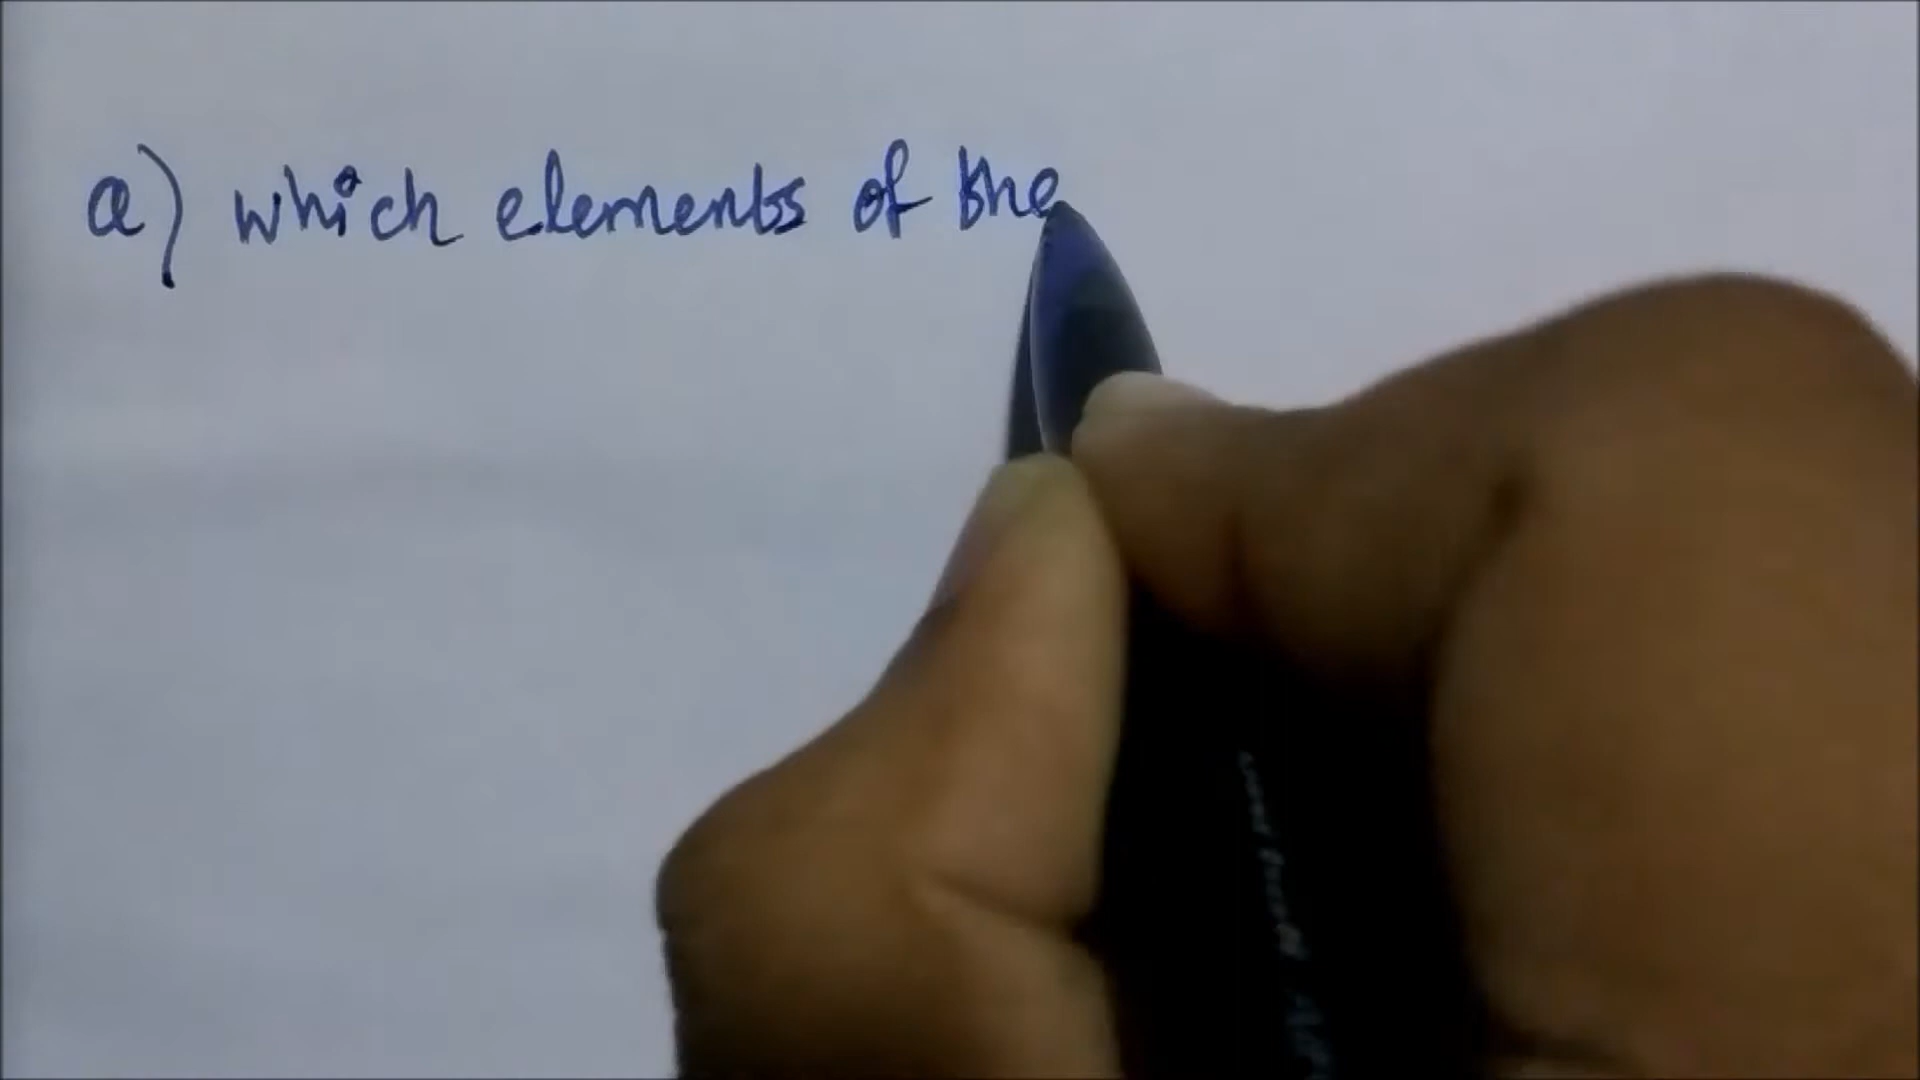 a) which elements of the